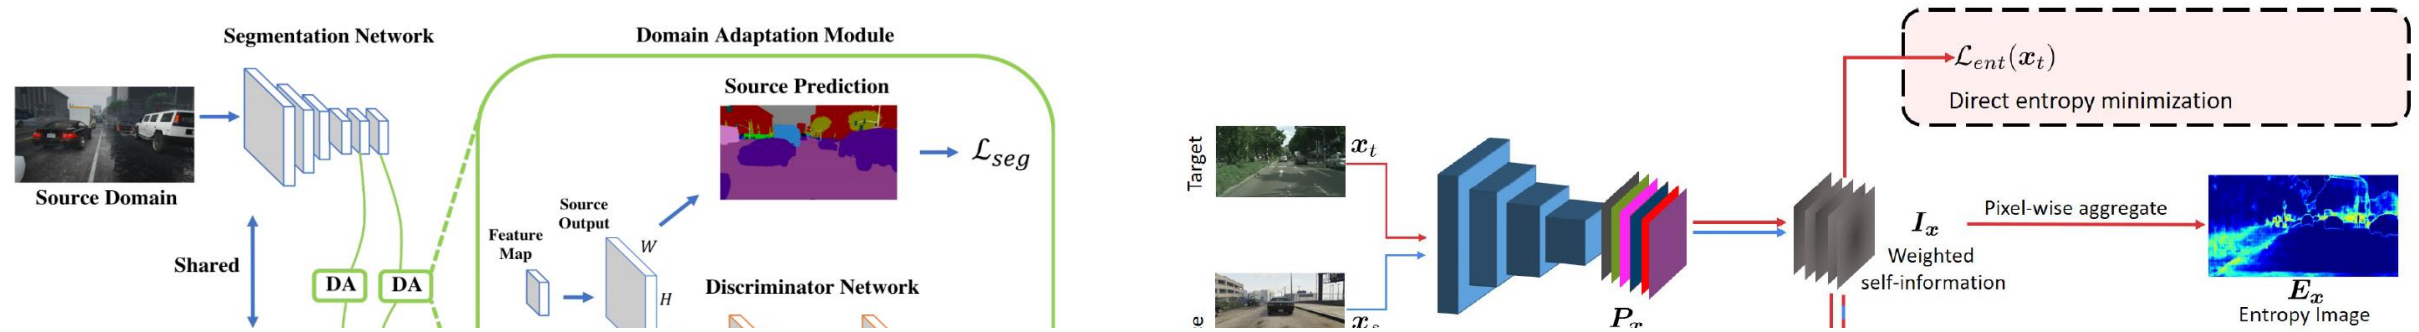 Segmentation Network
Domain Adaptation Module
Source Domain
Source Prediction
ℒseg
Source
Output
Feature
Map
W
H
Shared
DA DA
Discriminator Network
ℒent(xt)
Direct entropy minimization
Target
xt
xs
Px
Ix
Weighted
self-information
Pixel-wise aggregate
Ex
Entropy Image